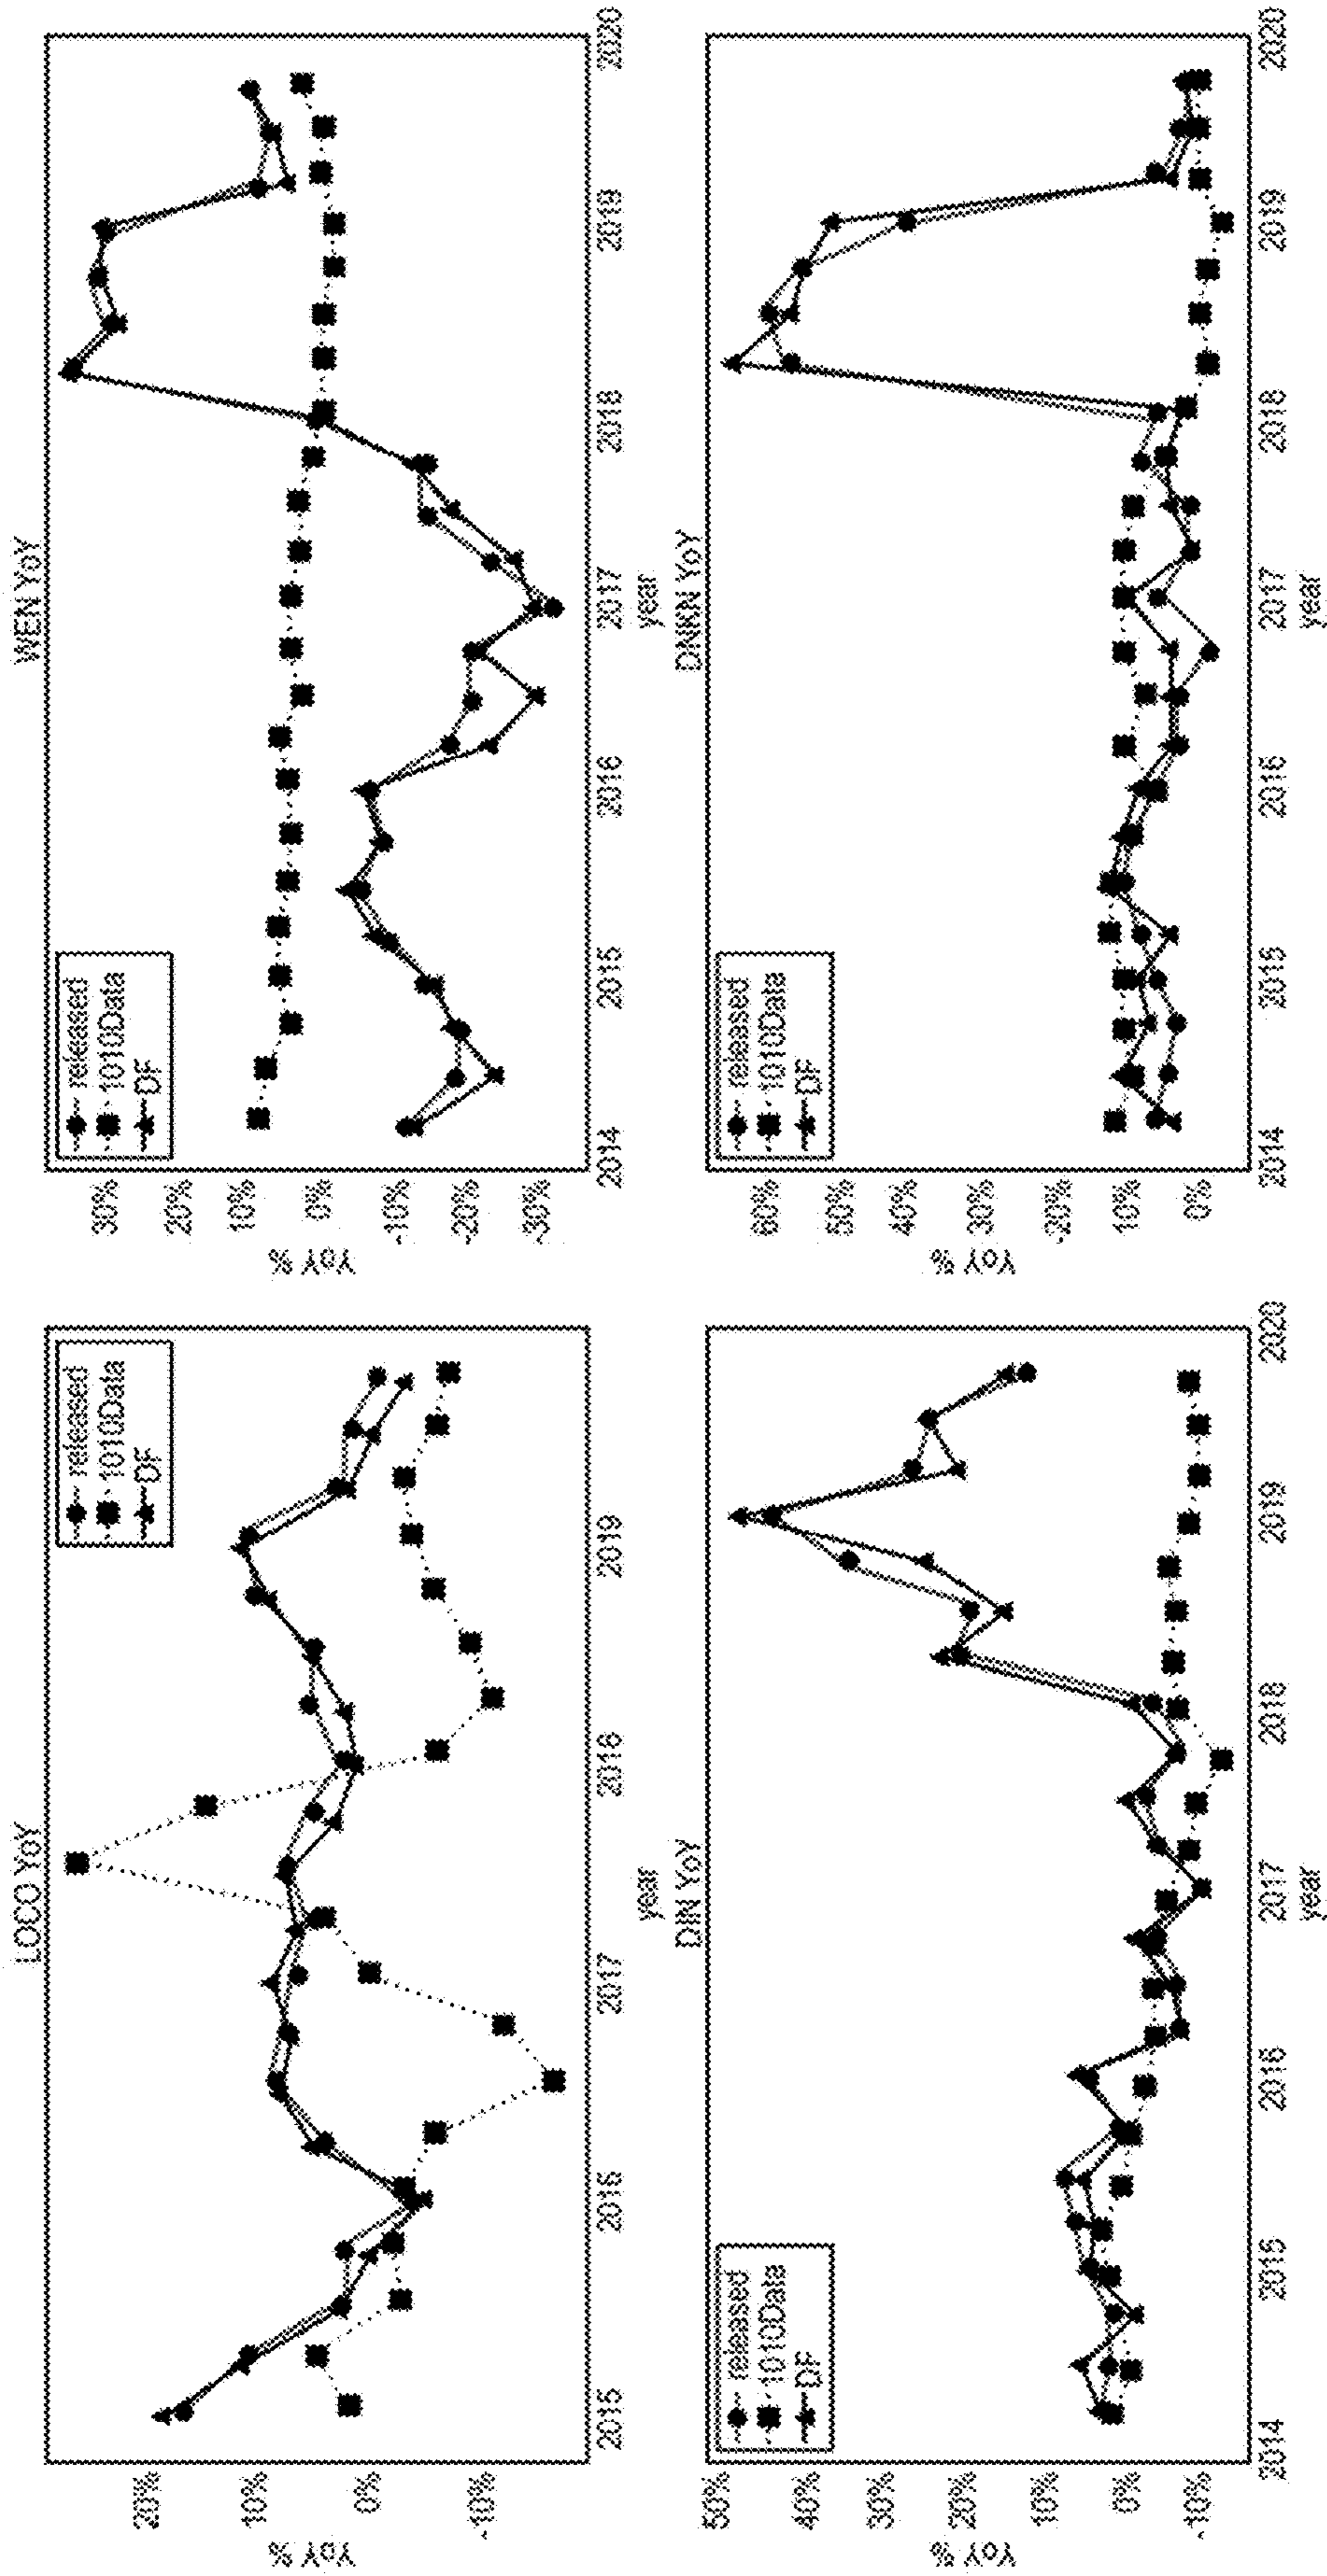 LOCO YoY
YoY %
20%
10%
0%
-10%
released
1010Data
DF
2015
2016
2017
2018
2019
year
WEN YoY
YoY %
30%
20%
10%
0%
-10%
-20%
-30%
released
1010Data
DF
2014
2015
2016
2017
2018
2019
2020
year
DIN YoY
YoY %
50%
40%
30%
20%
10%
0%
-10%
released
1010Data
DF
2014
2015
2016
2017
2018
2019
2020
year
DNKN YoY
YoY %
60%
50%
40%
30%
-20%
10%
0%
released
1010Data
DF
2014
2015
2016
2017
2018
2019
2020
year